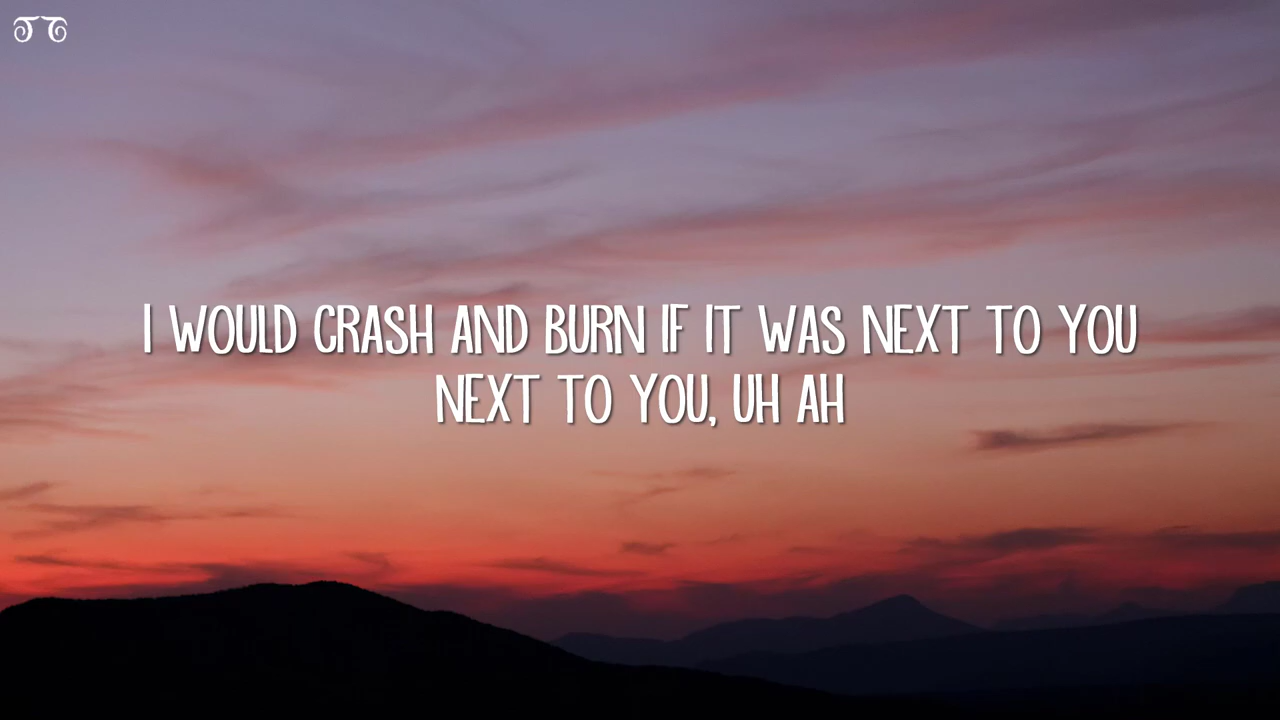 I WOULD CRASH AND BURN IF IT WAS NEXT TO YOU
NEXT TO YOU, UH AH